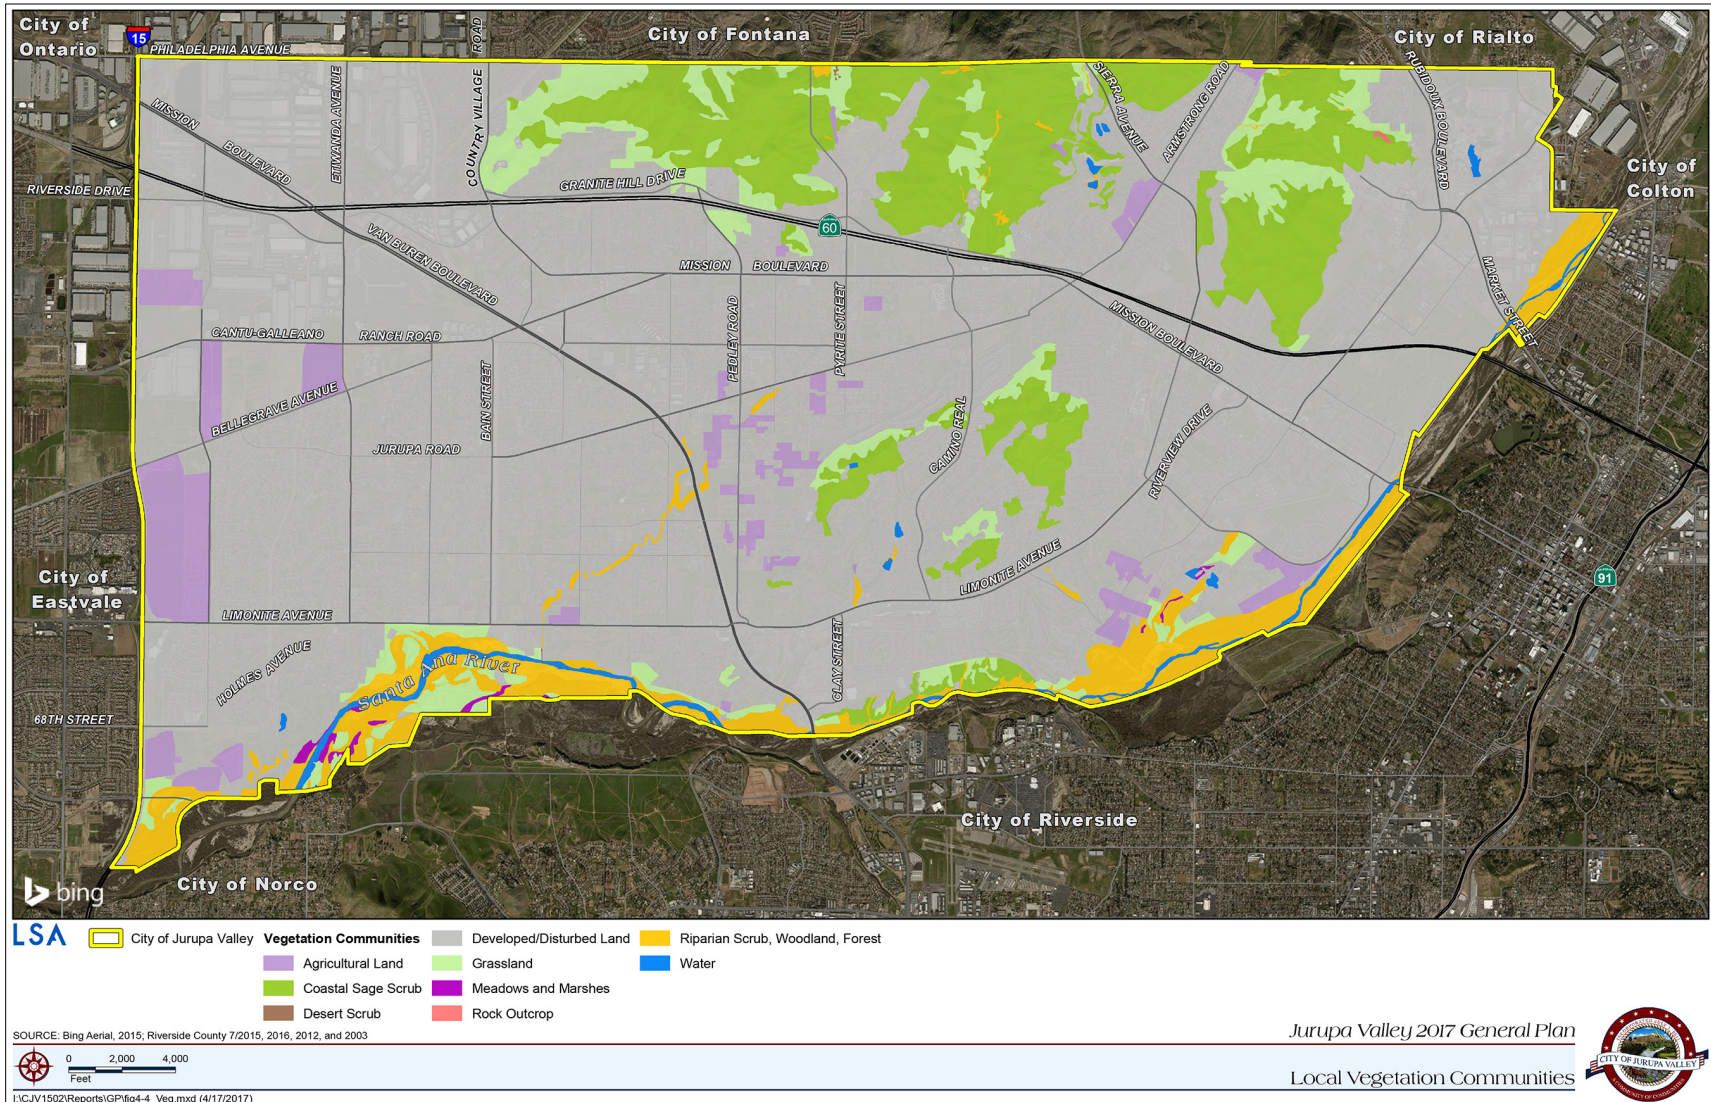 City of
Ontario
15
PHILADELPHIA AVENUE
ROAD
City of Fontana
City of Rialto
MISSION
BOULEVARD
ETIWANDA AVENUE
COUNTRY VILLAGE
SIERRA AVENUE
ARMSTRONG ROAD
RUBIDOUX BOULEVARD
City of
Colton
RIVERSIDE DRIVE
GRANITE HILL DRIVE
60
VAN BUREN BOULEVARD
MISSION BOULEVARD
MARKET STREET
CANTU-GALLEANO RANCH ROAD
PEDLEY ROAD
PYRITE STREET
MISSION BOULEVARD
BELLEGRAVE AVENUE
BAIN STREET
JURUPA ROAD
CAMINO REAL
RIVERVIEW DRIVE
City of
Eastvale
LIMONITE AVENUE
LIMONITE AVENUE
91
HOLMES AVENUE
Santa Ana River
CLAY STREET
68TH STREET
City of Riverside
City of Norco
bing
LSA
City of Jurupa Valley
Vegetation Communities
Agricultural Land
Coastal Sage Scrub
Desert Scrub
Developed/Disturbed Land
Grassland
Meadows and Marshes
Rock Outcrop
Riparian Scrub, Woodland, Forest
Water
SOURCE: Bing Aerial, 2015; Riverside County 7/2015, 2016, 2012, and 2003
Jurupa Valley 2017 General Plan
0 2,000 4,000
Feet
Local Vegetation Communities
CITY OF JURUPA VALLEY
A COMMUNITY OF COMMUNITIES
I:\CJV1502\Reports\GP\fig4-4_Veg.mxd (4/17/2017)